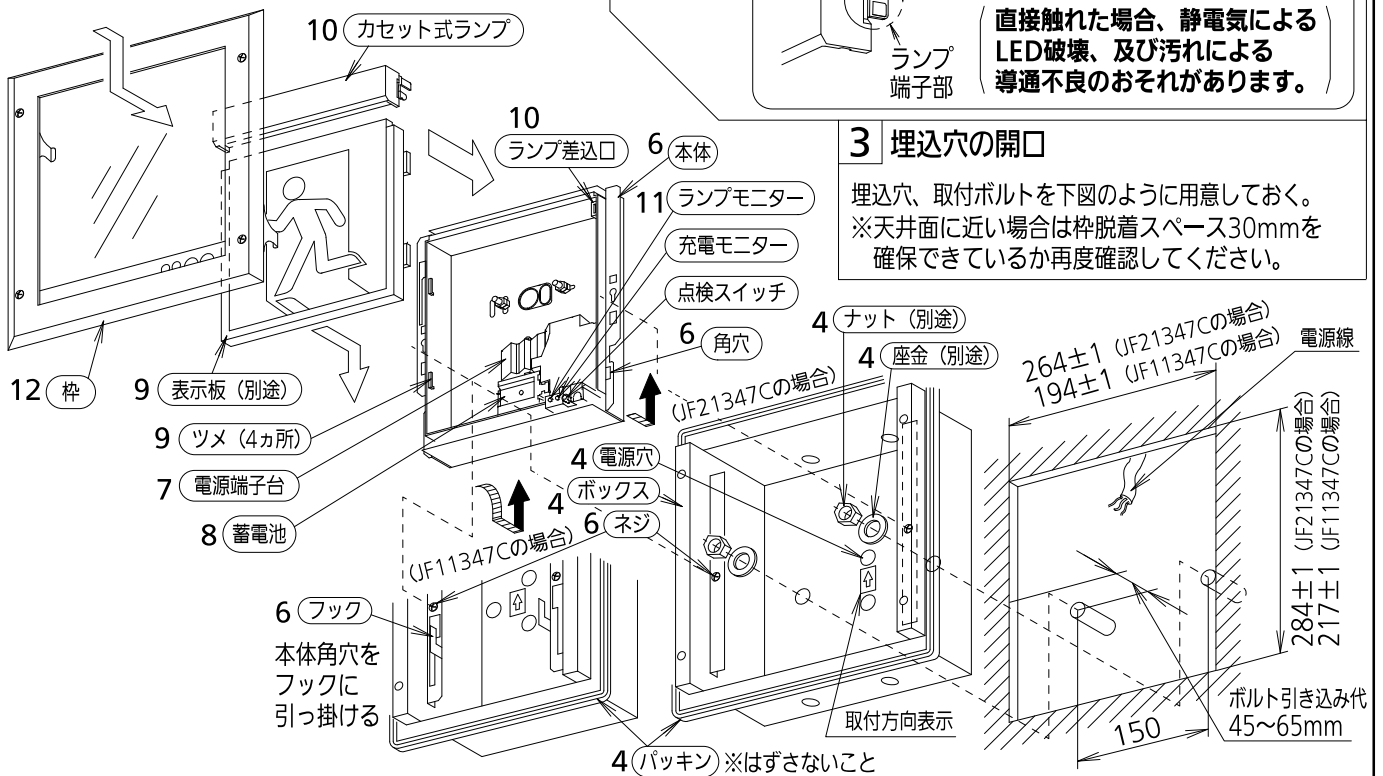 10 カセット式ランプ
ランプ
端子部
直接触れた場合、静電気による
LED破壊、及び汚れによる
導通不良のおそれがあります。
10
ランプ差込口
6 本体
11 ランプモニター
充電モニター
点検スイッチ
6 角穴
3 埋込穴の開口
埋込穴、取付ボルトを下図のように用意しておく。
※天井面に近い場合は枠脱着スペース30mmを
確保できているか再度確認してください。
12 枠
9 表示板（別途）
9 ツメ（4ヵ所）
7 電源端子台
8 蓄電池
4 ナット（別途）
4 座金（別途）
(JF21347Cの場合)
4 電源穴
4 ボックス
6 ネジ
(JF11347Cの場合)
6 フック
本体角穴を
フックに
引っ掛ける
4 パッキン ※はずさないこと
取付方向表示
264±1 (JF21347Cの場合)
194±1 (JF11347Cの場合)
電源線
284±1 (JF21347Cの場合)
217±1 (JF11347Cの場合)
150
ボルト引き込み代
45~65mm